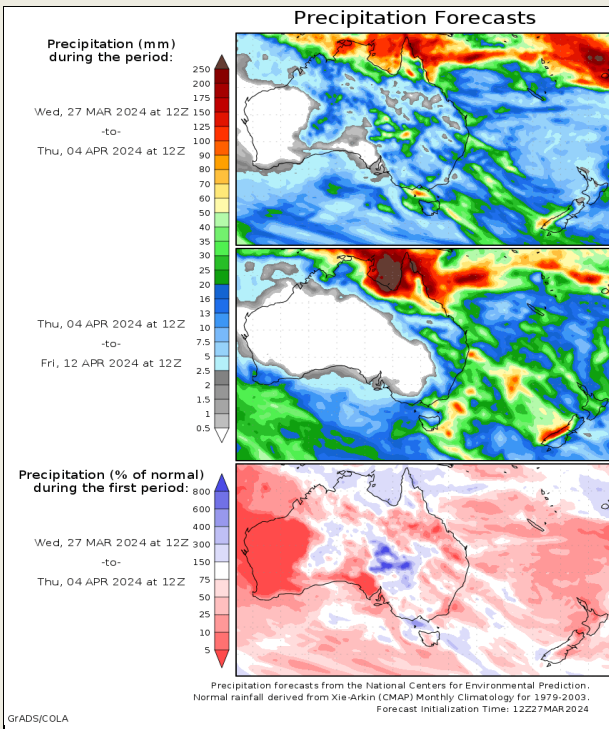 Precipitation Forecasts
Precipitation (mm)
during the period:
Wed, 27 MAR 2024 at 12Z
-to-
Thu, 04 APR 2024 at 12Z
250
200
175
150
125
100
90
80
70
60
50
40
35
30
25
20
16
13
10
7.5
5
2.5
2
1.5
1
0.5
Thu, 04 APR 2024 at 12Z
-to-
Fri, 12 APR 2024 at 12Z
Precipitation (% of normal)
during the first period:
Wed, 27 MAR 2024 at 12Z
-to-
Thu, 04 APR 2024 at 12Z
800
600
400
300
150
75
50
25
10
5
Precipitation forecasts from the National Centers for Environmental Prediction.
Normal rainfall derived from Xie-Arkin (CMAP) Monthly Climatology for 1979-2003.
Forecast Initialization Time: 12Z27MAR2024
GrADS/COLA